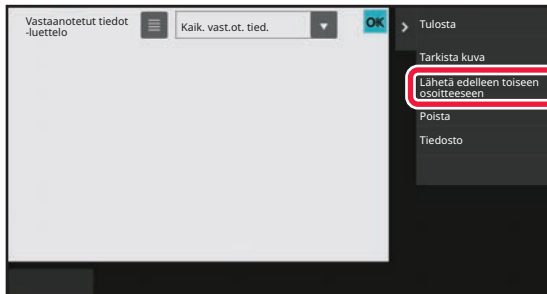 Vastaanotetut tiedot
-luettelo
Kaik. vast.ot. tied.
OK
Tulosta
Tarkista kuva
Lähetä edelleen toiseen
osoitteeseen
Poista
Tiedosto